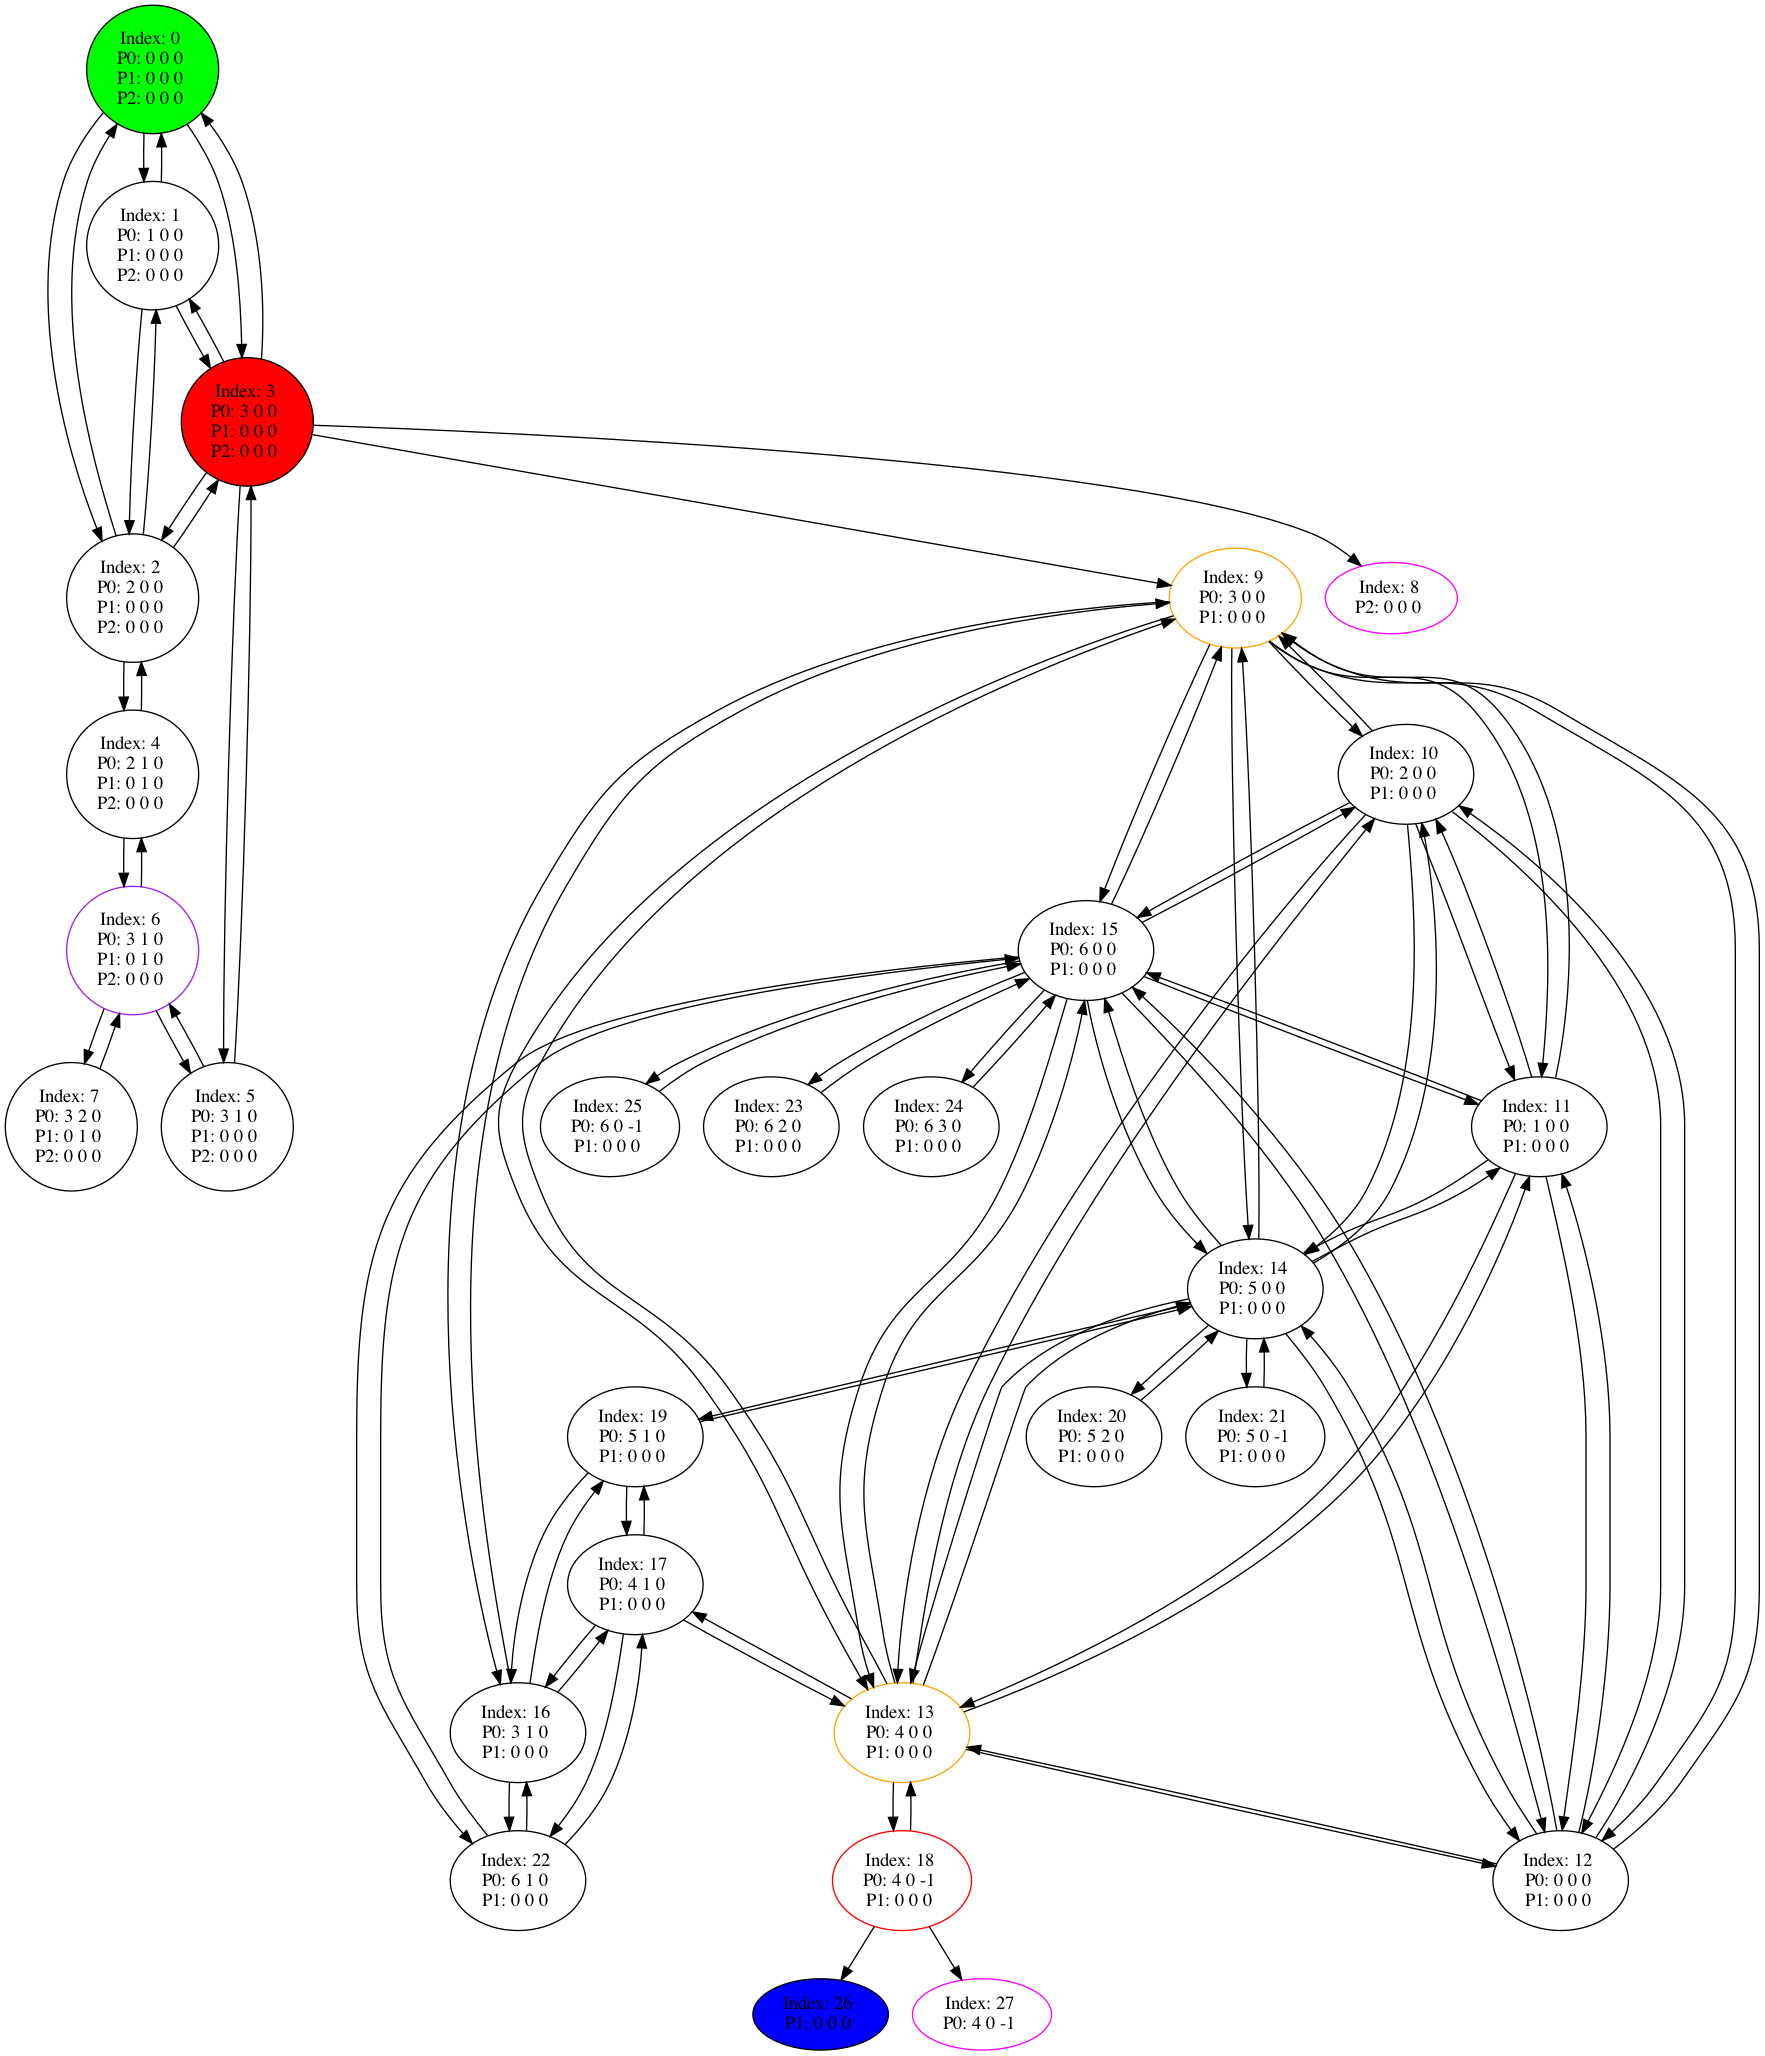 Index: 0
P0: 0 0 0
P1: 0 0 0
P2: 0 0 0
Index: 1
P0: 1 0 0
P1: 0 0 0
P2: 0 0 0
Index: 3
P0: 3 0 0
P1: 0 0 0
P2: 0 0 0
Index: 2
P0: 2 0 0
P1: 0 0 0
P2: 0 0 0
Index: 9
P0: 3 0 0
P1: 0 0 0
Index: 8
P2: 0 0 0
Index: 4
P0: 2 1 0
P1: 0 1 0
P2: 0 0 0
Index: 10
P0: 2 0 0
P1: 0 0 0
Index: 6
P0: 3 1 0
P1: 0 1 0
P2: 0 0 0
Index: 15
P0: 6 0 0
P1: 0 0 0
Index: 7
P0: 3 2 0
P1: 0 1 0
P2: 0 0 0
Index: 5
P0: 3 1 0
P1: 0 0 0
P2: 0 0 0
Index: 25
P0: 6 0 -1
P1: 0 0 0
Index: 23
P0: 6 2 0
P1: 0 0 0
Index: 24
P0: 6 3 0
P1: 0 0 0
Index: 11
P0: 1 0 0
P1: 0 0 0
Index: 14
P0: 5 0 0
P1: 0 0 0
Index: 19
P0: 5 1 0
P1: 0 0 0
Index: 20
P0: 5 2 0
P1: 0 0 0
Index: 21
P0: 5 0 -1
P1: 0 0 0
Index: 17
P0: 4 1 0
P1: 0 0 0
Index: 16
P0: 3 1 0
P1: 0 0 0
Index: 13
P0: 4 0 0
P1: 0 0 0
Index: 22
P0: 6 1 0
P1: 0 0 0
Index: 18
P0: 4 0 -1
P1: 0 0 0
Index: 12
P0: 0 0 0
P1: 0 0 0
Index: 26
P1: 0 0 0
Index: 27
P0: 4 0 -1